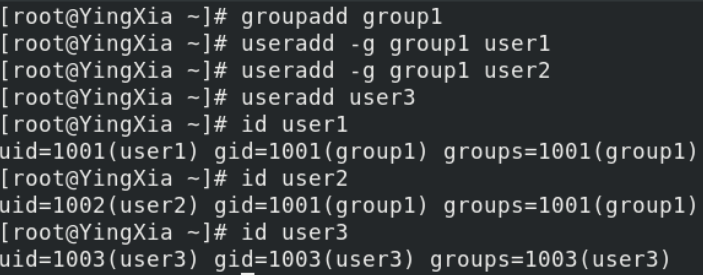 [root@YingXia ~]# groupadd group1
[root@YingXia ~]# useradd -g group1 user1
[root@YingXia ~]# useradd -g group1 user2
[root@YingXia ~]# useradd user3
[root@YingXia ~]# id user1
uid=1001(user1) gid=1001(group1) groups=1001(group1)
[root@YingXia ~]# id user2
uid=1002(user2) gid=1001(group1) groups=1001(group1)
[root@YingXia ~]# id user3
uid=1003(user3) gid=1003(user3) groups=1003(user3)